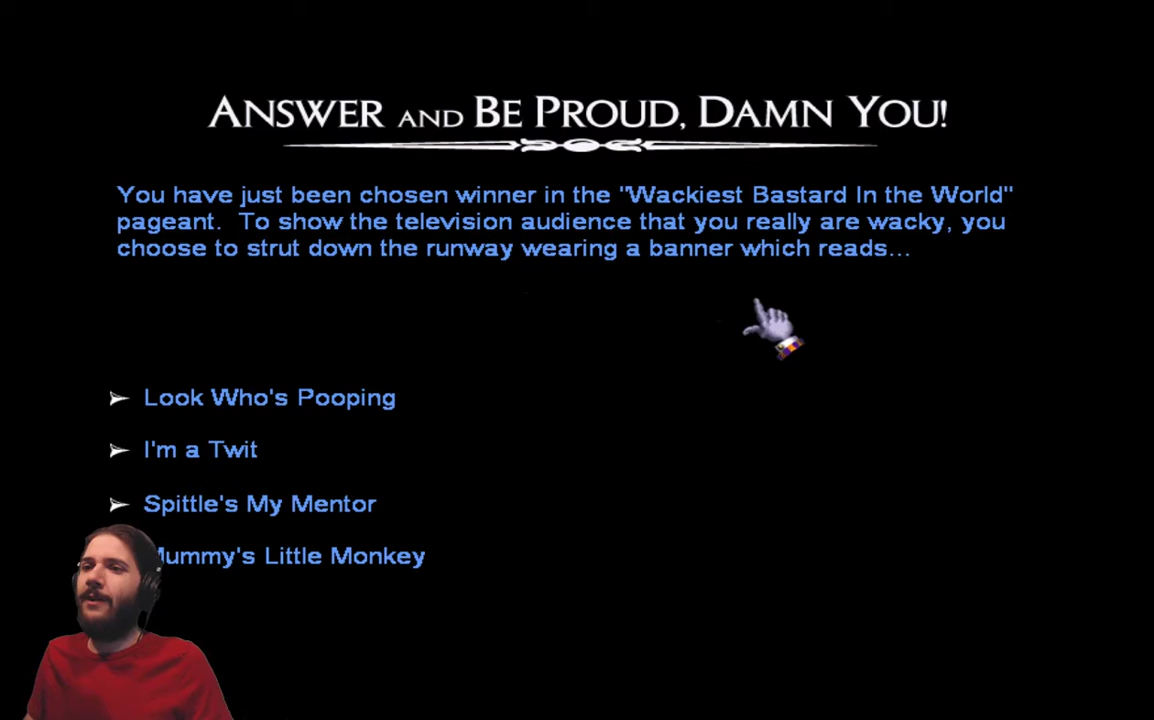 ANSWER AND BE PROUD, DAMN YOU!
You have just been chosen winner in the "Wackiest Bastard In the World"
pageant. To show the television audience that you really are wacky, you
choose to strut down the runway wearing a banner which reads...
Look Who's Pooping
I'm a Twit
Spittle's My Mentor
Mummy's Little Monkey